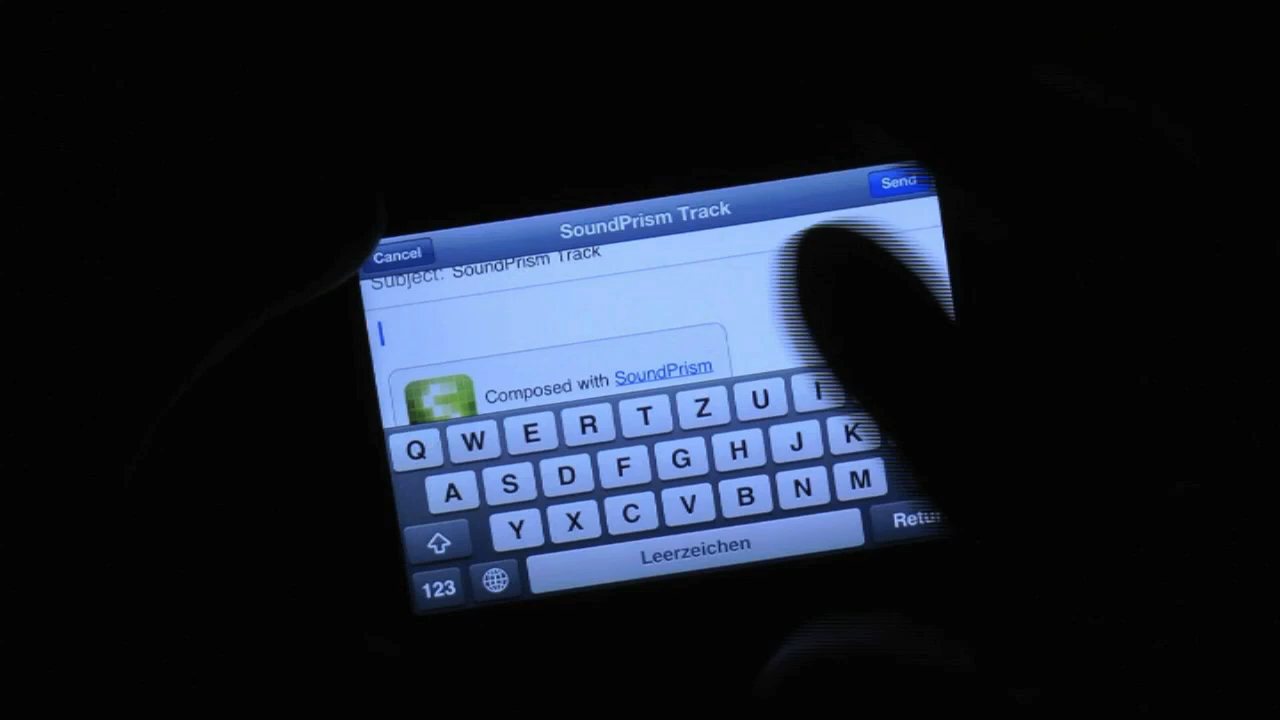 Send
SoundPrism Track
Cancel
Subject: SoundPrism Track
Composed with SoundPrism
Q W E R T Z U I
A S D F G H J K
Y X C V B N M
Leerzeichen
123